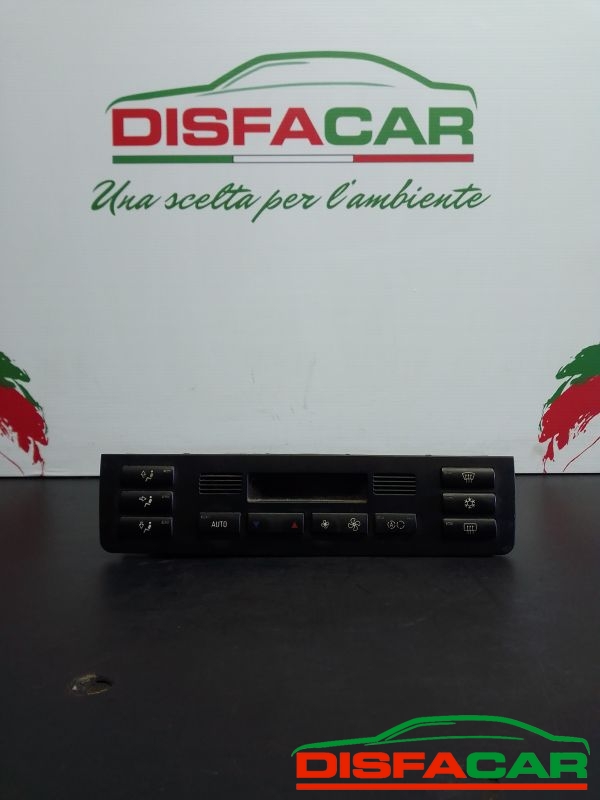 DISFACAR
Una scelta per l'ambiente
AUTO
DISFACAR